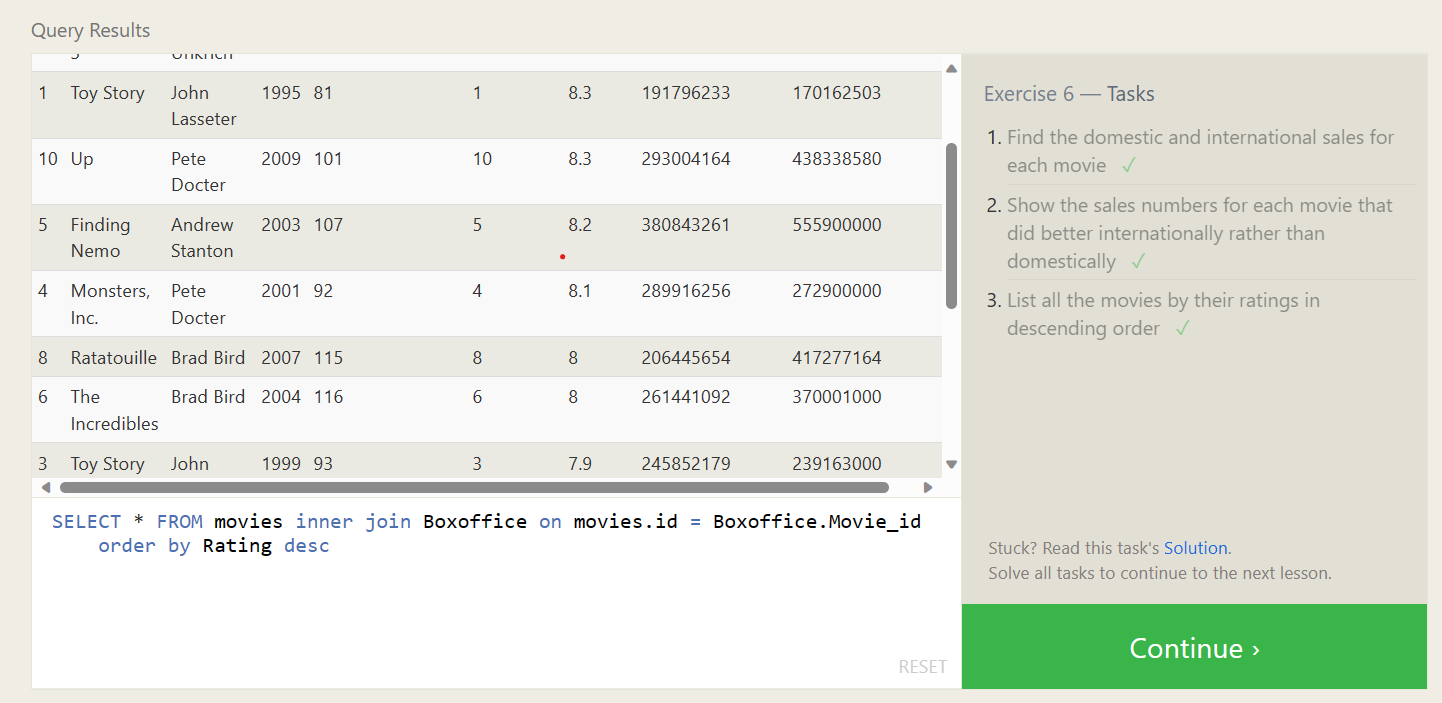 Query Results
1 Toy Story John 1995 81 1 8.3 191796233 170162503
Lasseter
10 Up Pete 2009 101 10 8.3 293004164 438338580
Docter
5 Finding Andrew 2003 107 5 8.2 380843261 555900000
Nemo Stanton
4 Monsters, Pete 2001 92 4 8.1 289916256 272900000
Inc. Docter
8 Ratatouille Brad Bird 2007 115 8 8 206445654 417277164
6 The Brad Bird 2004 116 6 8 261441092 370001000
Incredibles
3 Toy Story John 1999 93 3 7.9 245852179 239163000
SELECT * FROM movies inner join Boxoffice on movies.id = Boxoffice.Movie_id
order by Rating desc
RESET
Exercise 6 — Tasks
1. Find the domestic and international sales for
each movie ✓
2. Show the sales numbers for each movie that
did better internationally rather than
domestically ✓
3. List all the movies by their ratings in
descending order ✓
Stuck? Read this task's Solution.
Solve all tasks to continue to the next lesson.
Continue ›